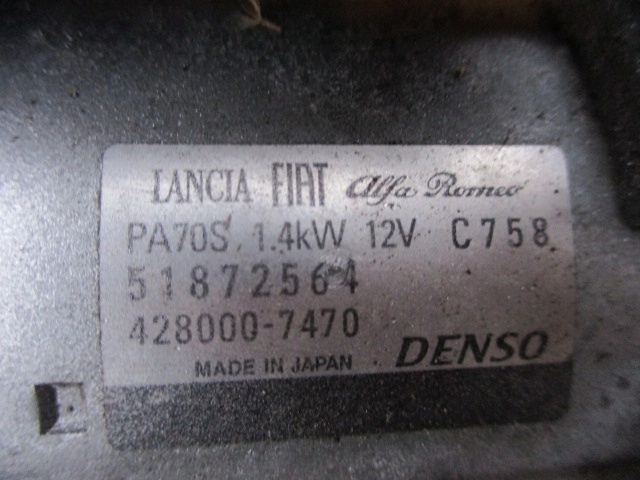 LANCIA FIAT Alfa Romeo
PA70S 1.4kW 12V C758
51872564
428000-7470
MADE IN JAPAN DENSO